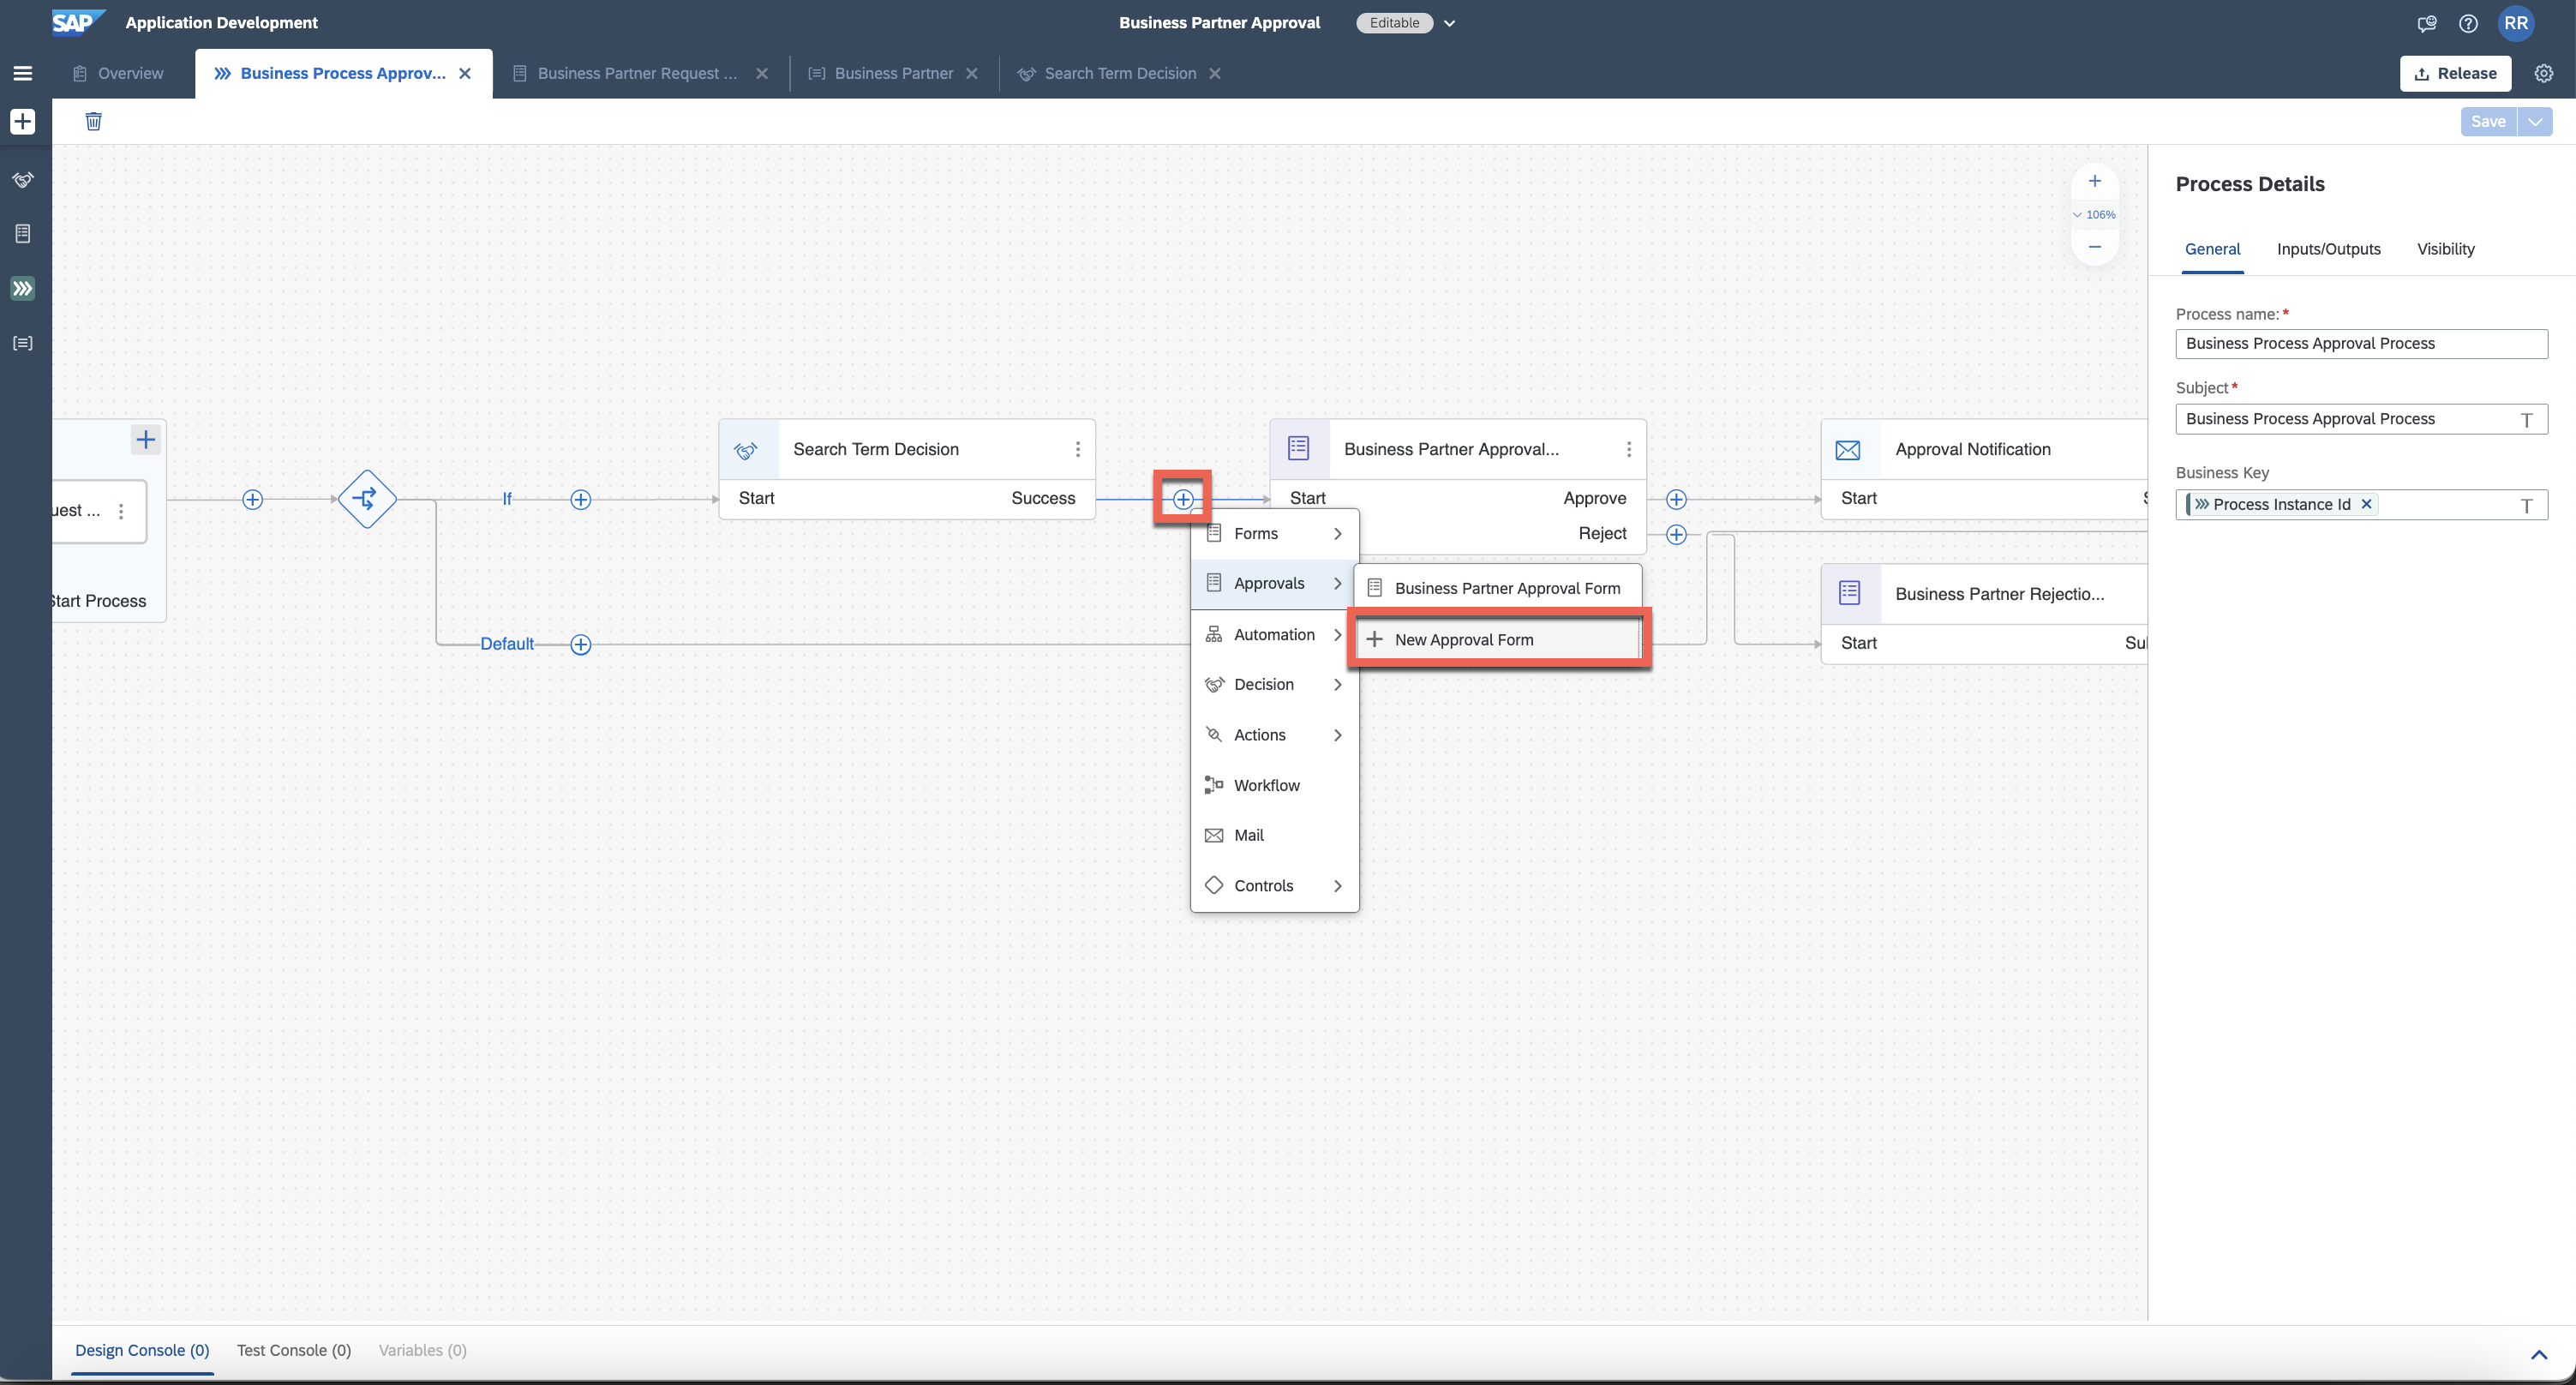 SAP Application Development
Business Partner Approval
Editable
RR
Overview
Business Process Approv...
Business Partner Request ...
Business Partner
Search Term Decision
Release
Save
106%
Process Details
General
Inputs/Outputs
Visibility
Process name:*
Business Process Approval Process
Subject*
Business Process Approval Process
Business Key
Process Instance Id
uest ...
Start Process
If
Default
Search Term Decision
Start
Success
Business Partner Approval...
Start
Approve
Reject
Approval Notification
Start
Business Partner Rejectio...
Start
Su
Forms
Approvals
Automation
Decision
Actions
Workflow
Mail
Controls
Business Partner Approval Form
New Approval Form
Design Console (0)
Test Console (0)
Variables (0)